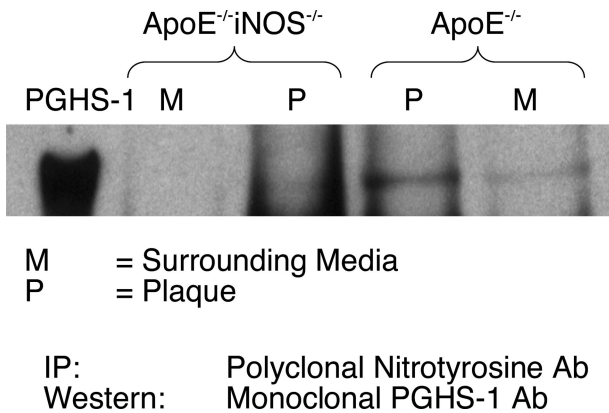 ApoE-/-iNOS-/- ApoE-/-
PGHS-1 M P P M
M = Surrounding Media
P = Plaque
IP: Polyclonal Nitrotyrosine Ab
Western: Monoclonal PGHS-1 Ab